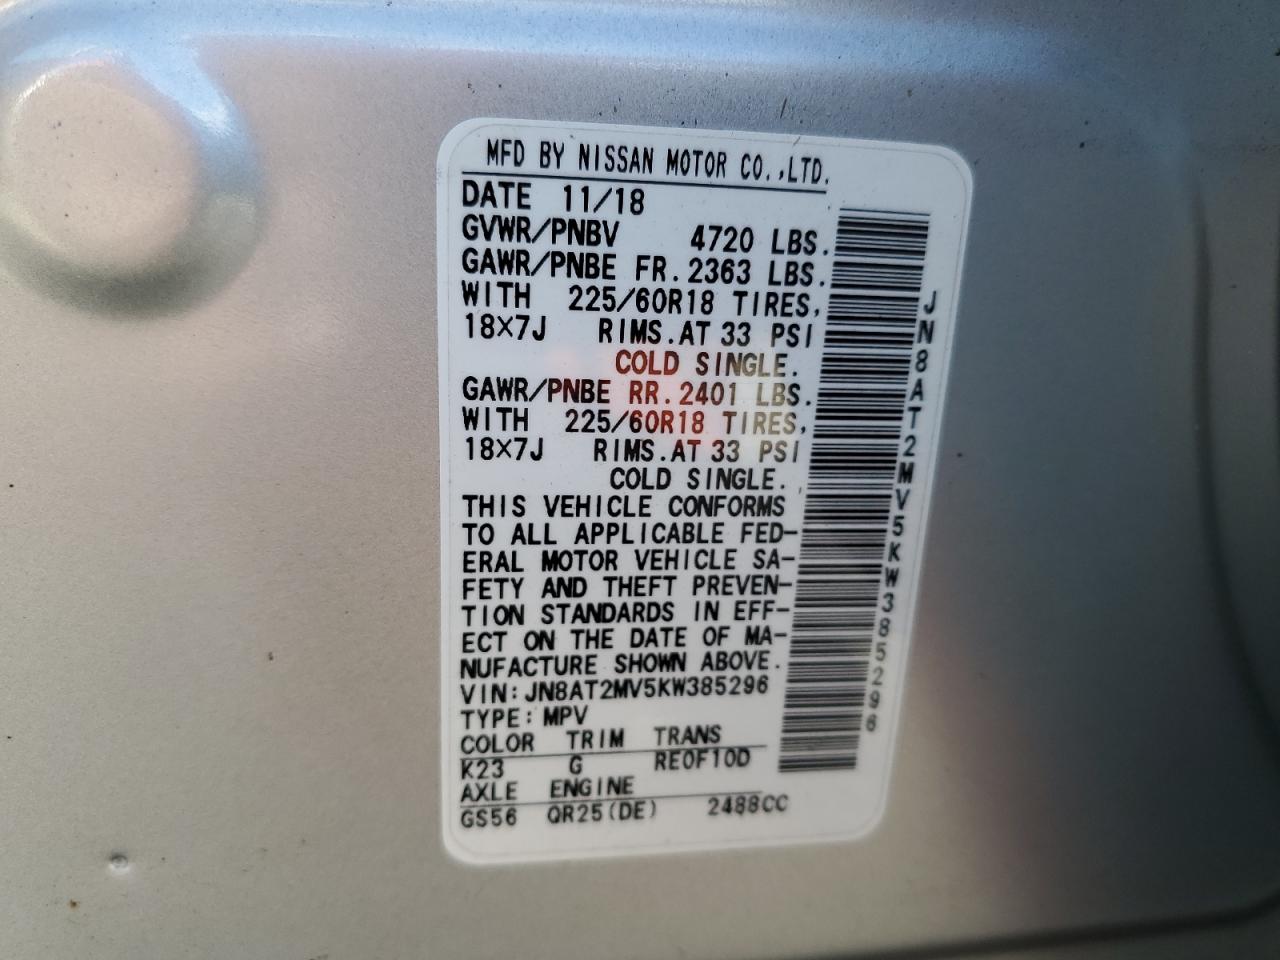 MFD BY NISSAN MOTOR CO.,LTD.
DATE 11/18
GVWR/PNBV 4720 LBS.
GAWR/PNBE FR.2363 LBS.
WITH 225/60R18 TIRES,
18×7J RIMS.AT 33 PSI
COLD SINGLE.
GAWR/PNBE RR.2401 LBS.
WITH 225/60R18 TIRES,
18×7J RIMS.AT 33 PSI
COLD SINGLE.
THIS VEHICLE CONFORMS
TO ALL APPLICABLE FED-
ERAL MOTOR VEHICLE SA-
FETY AND THEFT PREVEN-
TION STANDARDS IN EFF-
ECT ON THE DATE OF MA-
NUFACTURE SHOWN ABOVE.
VIN:JN8AT2MV5KW385296
TYPE:MPV
COLOR TRIM TRANS
K23 G RE0F10D
AXLE ENGINE
GS56 QR25(DE) 2488CC
JN8AT2MV5KW385296